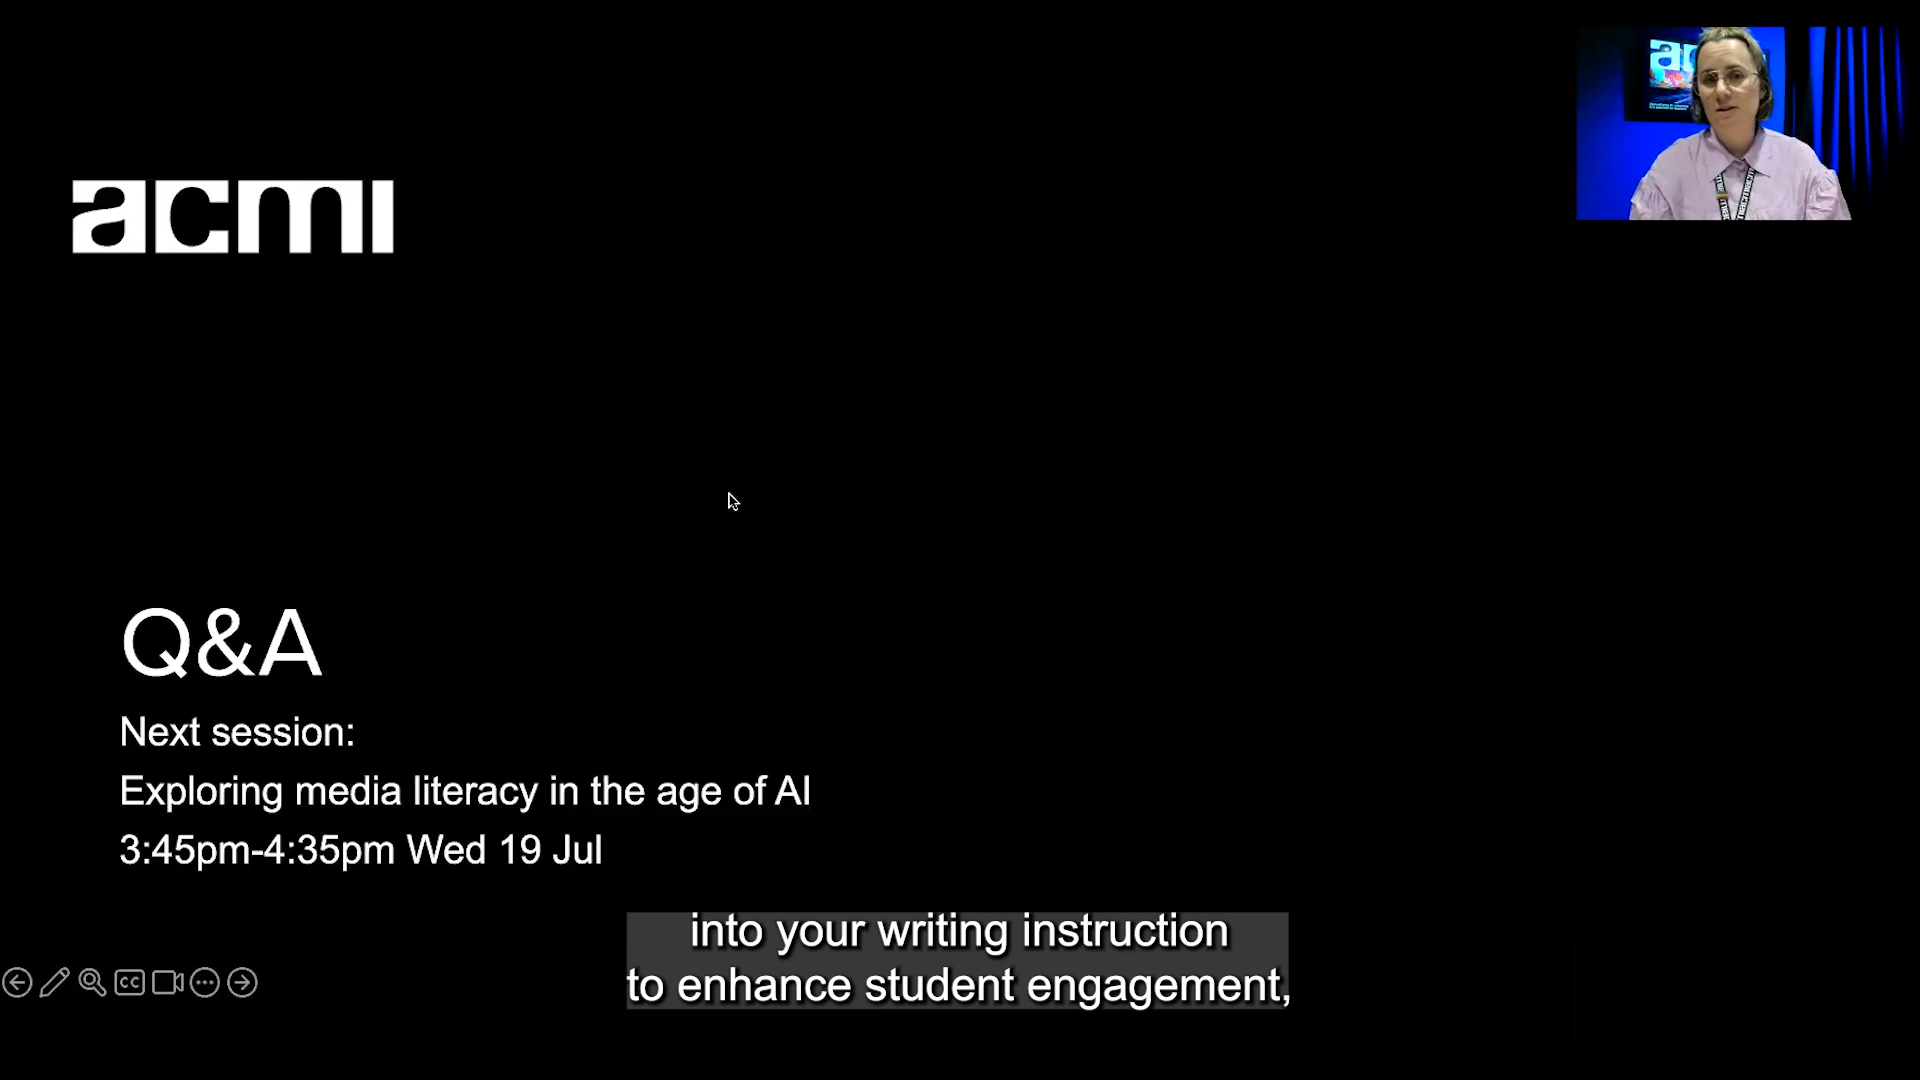 acmi
Q&A
Next session:
Exploring media literacy in the age of AI
3:45pm-4:35pm Wed 19 Jul
into your writing instruction
to enhance student engagement,
CC